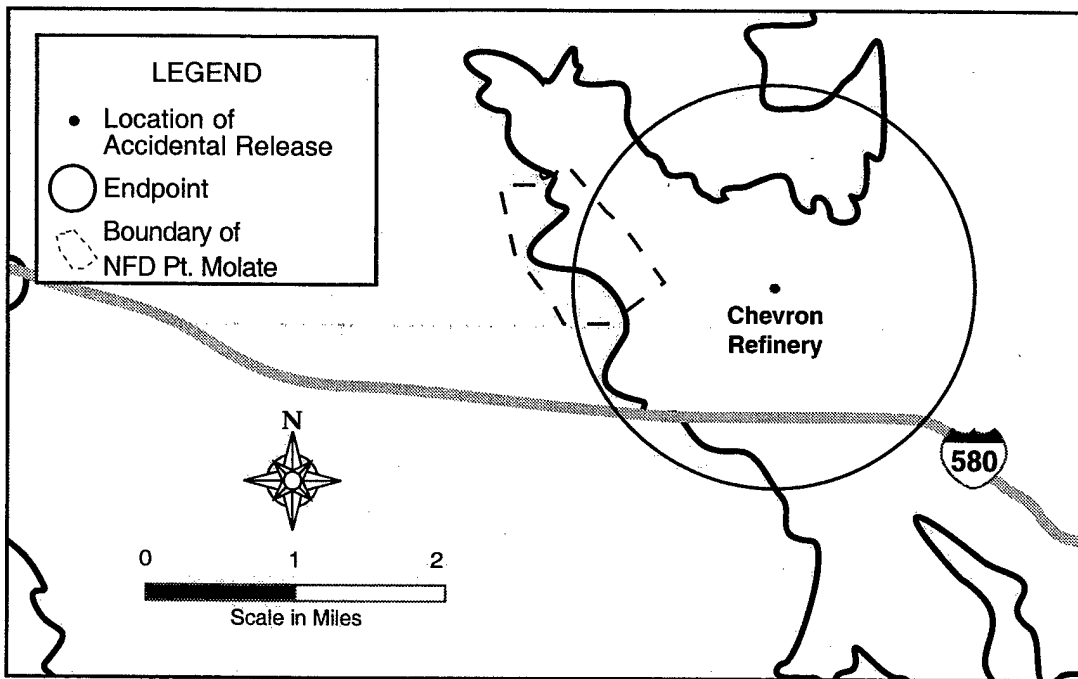 LEGEND
Location of
Accidental Release
Endpoint
Boundary of
NFD Pt. Molate
Chevron
Refinery
580
N
0 1 2
Scale in Miles